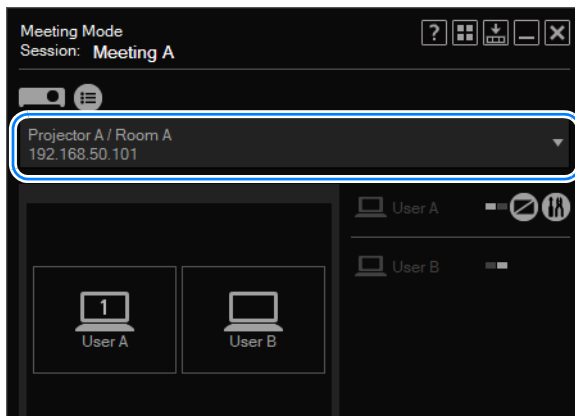 Meeting Mode
Session: Meeting A
?
Projector A / Room A
192.168.50.101
User A
User B
1
User A
User B